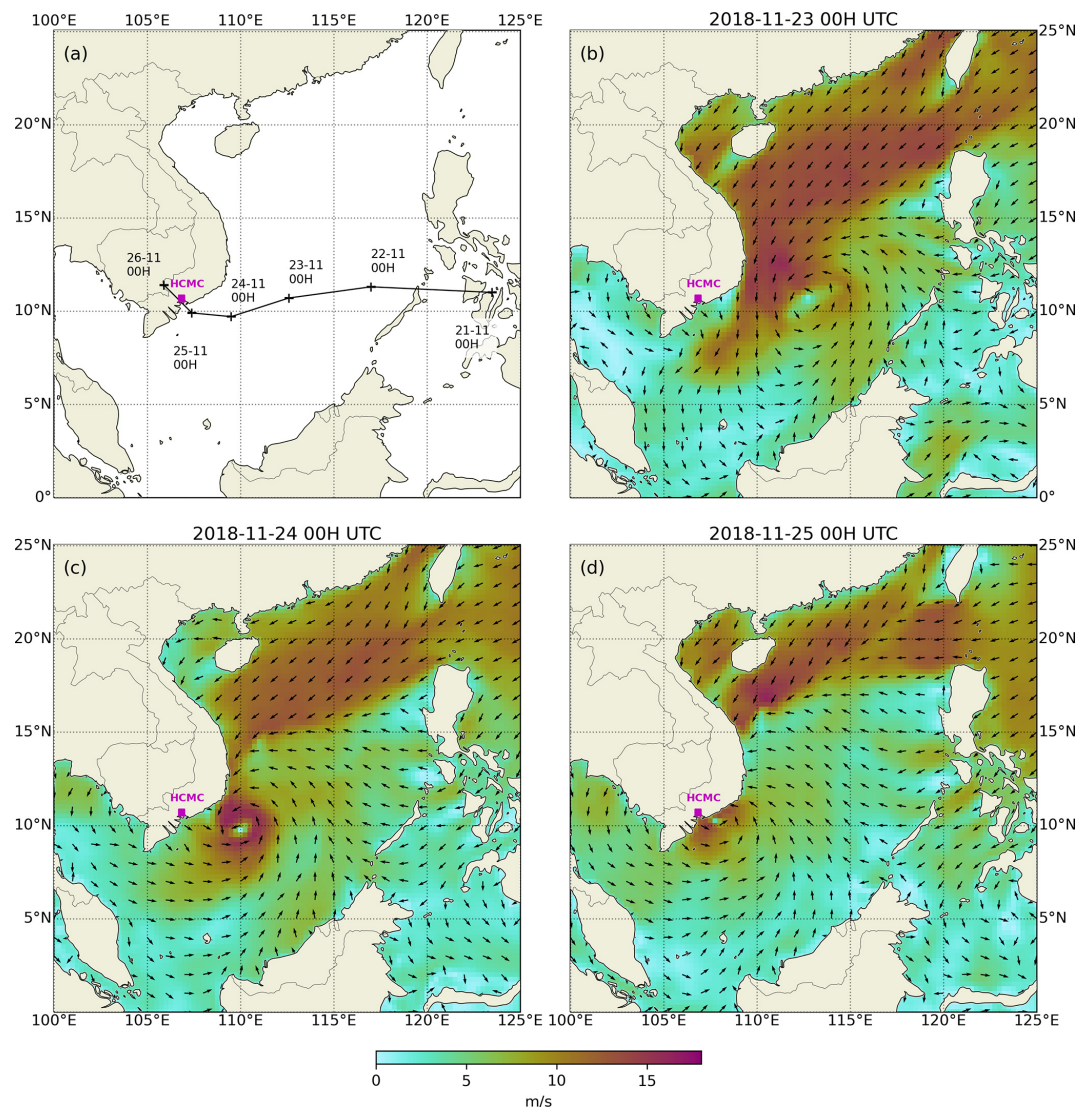 100°E 105°E 110°E 115°E 120°E 125°E
2018-11-23 00H UTC
(a)
(b)
25°N
20°N
20°N
15°N
15°N
26-11
00H
HCMC
24-11
00H
23-11
00H
22-11
00H
HCMC
10°N
10°N
25-11
00H
21-11
00H
5°N
5°N
0°
0°
2018-11-24 00H UTC
2018-11-25 00H UTC
25°N
(c)
(d)
25°N
20°N
20°N
15°N
15°N
HCMC
HCMC
10°N
10°N
5°N
5°N
100°E 105°E 110°E 115°E 120°E 125°E
100°E 105°E 110°E 115°E 120°E 125°E
0 5 10 15
m/s